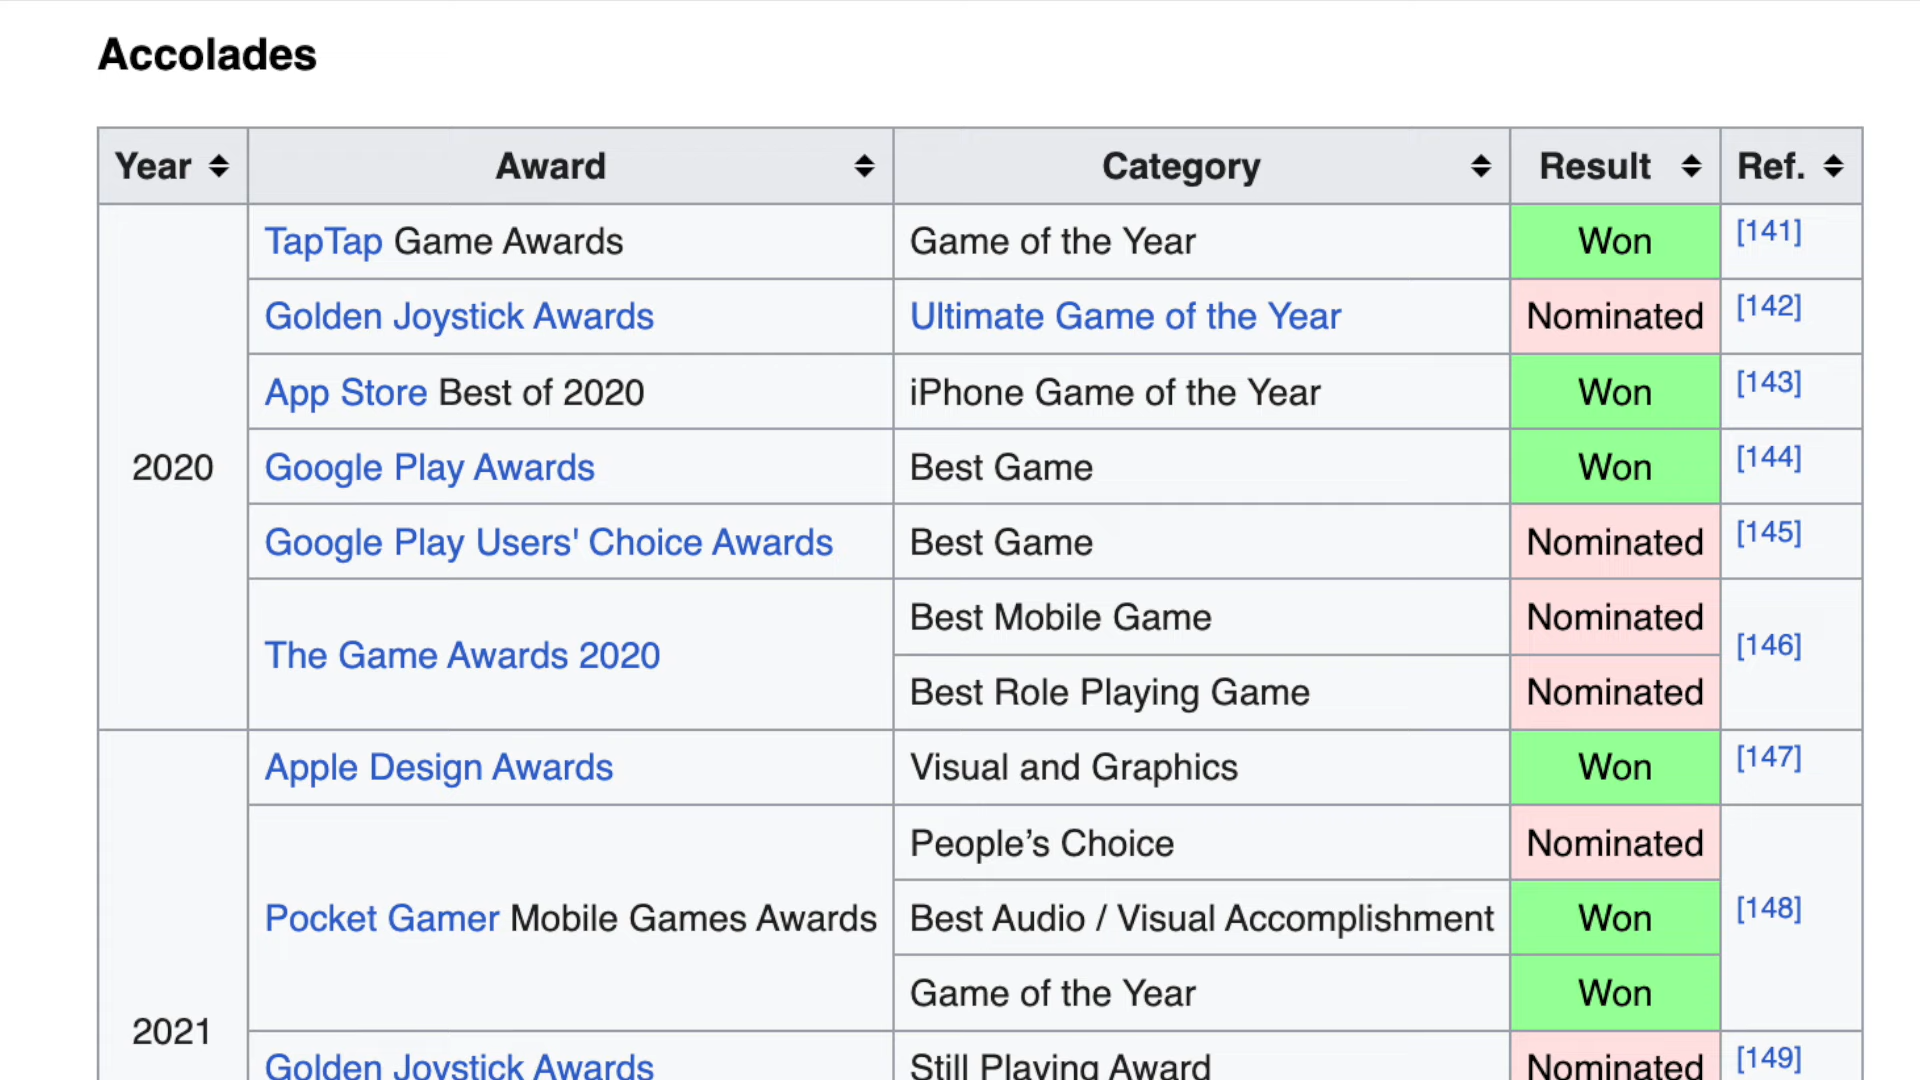 Accolades
Year Award Category Result Ref.
TapTap Game Awards Game of the Year Won [141]
Golden Joystick Awards Ultimate Game of the Year Nominated [142]
App Store Best of 2020 iPhone Game of the Year Won [143]
2020 Google Play Awards Best Game Won [144]
Google Play Users' Choice Awards Best Game Nominated [145]
Best Mobile Game Nominated
The Game Awards 2020 [146]
Best Role Playing Game Nominated
Apple Design Awards Visual and Graphics Won [147]
People’s Choice Nominated
Pocket Gamer Mobile Games Awards Best Audio / Visual Accomplishment Won [148]
Game of the Year Won
2021
Golden Joystick Awards Still Playing Award Nominated [149]